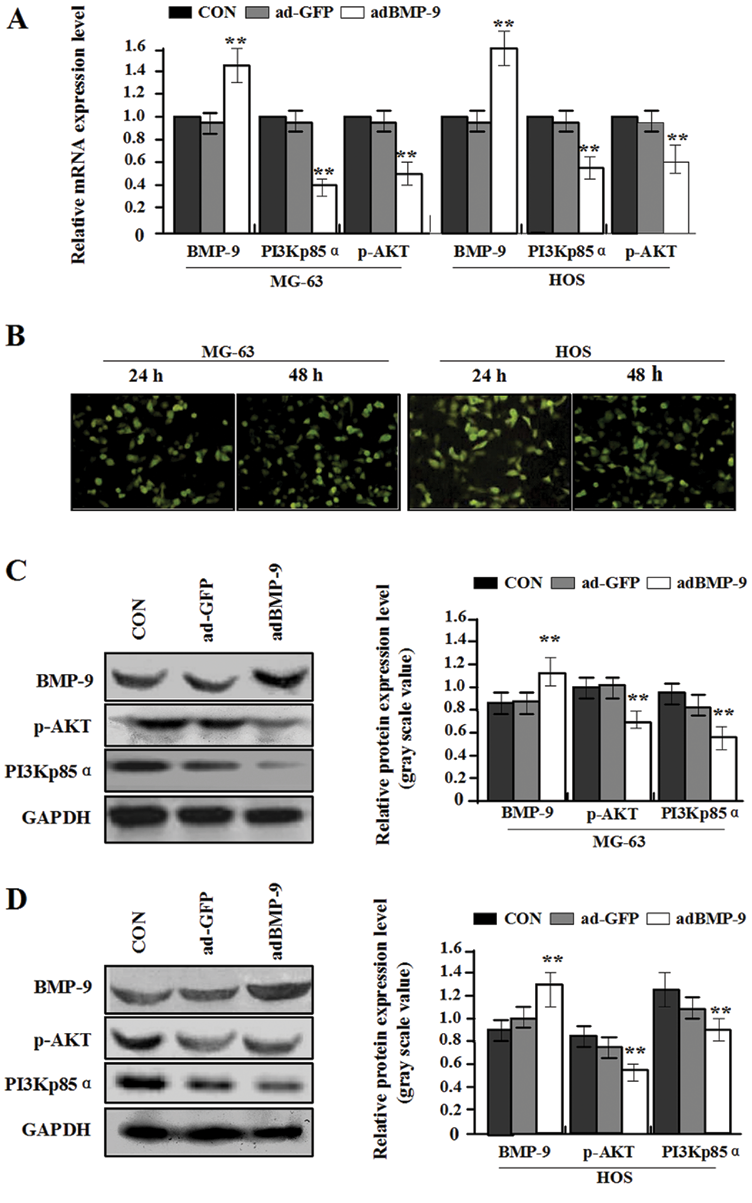 A
CON ad-GFP adBMP-9
Relative mRNA expression level
1.6
1.4
1.2
1.0
0.8
0.6
0.4
0.2
0
** ** ** ** ** **
BMP-9 PI3Kp85α p-AKT BMP-9 PI3Kp85α p-AKT
MG-63 HOS
B
MG-63 HOS
24 h 48 h 24 h 48 h
C
CON ad-GFP adBMP-9
BMP-9
p-AKT
PI3Kp85α
GAPDH
CON ad-GFP adBMP-9
Relative protein expression level
(gray scale value)
1.6
1.4
1.2
1.0
0.8
0.6
0.4
0.2
0
** ** **
BMP-9 p-AKT PI3Kp85α
MG-63
D
CON ad-GFP adBMP-9
BMP-9
p-AKT
PI3Kp85α
GAPDH
CON ad-GFP adBMP-9
Relative protein expression level
(gray scale value)
1.6
1.4
1.2
1.0
0.8
0.6
0.4
0.2
0
** ** **
BMP-9 p-AKT PI3Kp85α
HOS